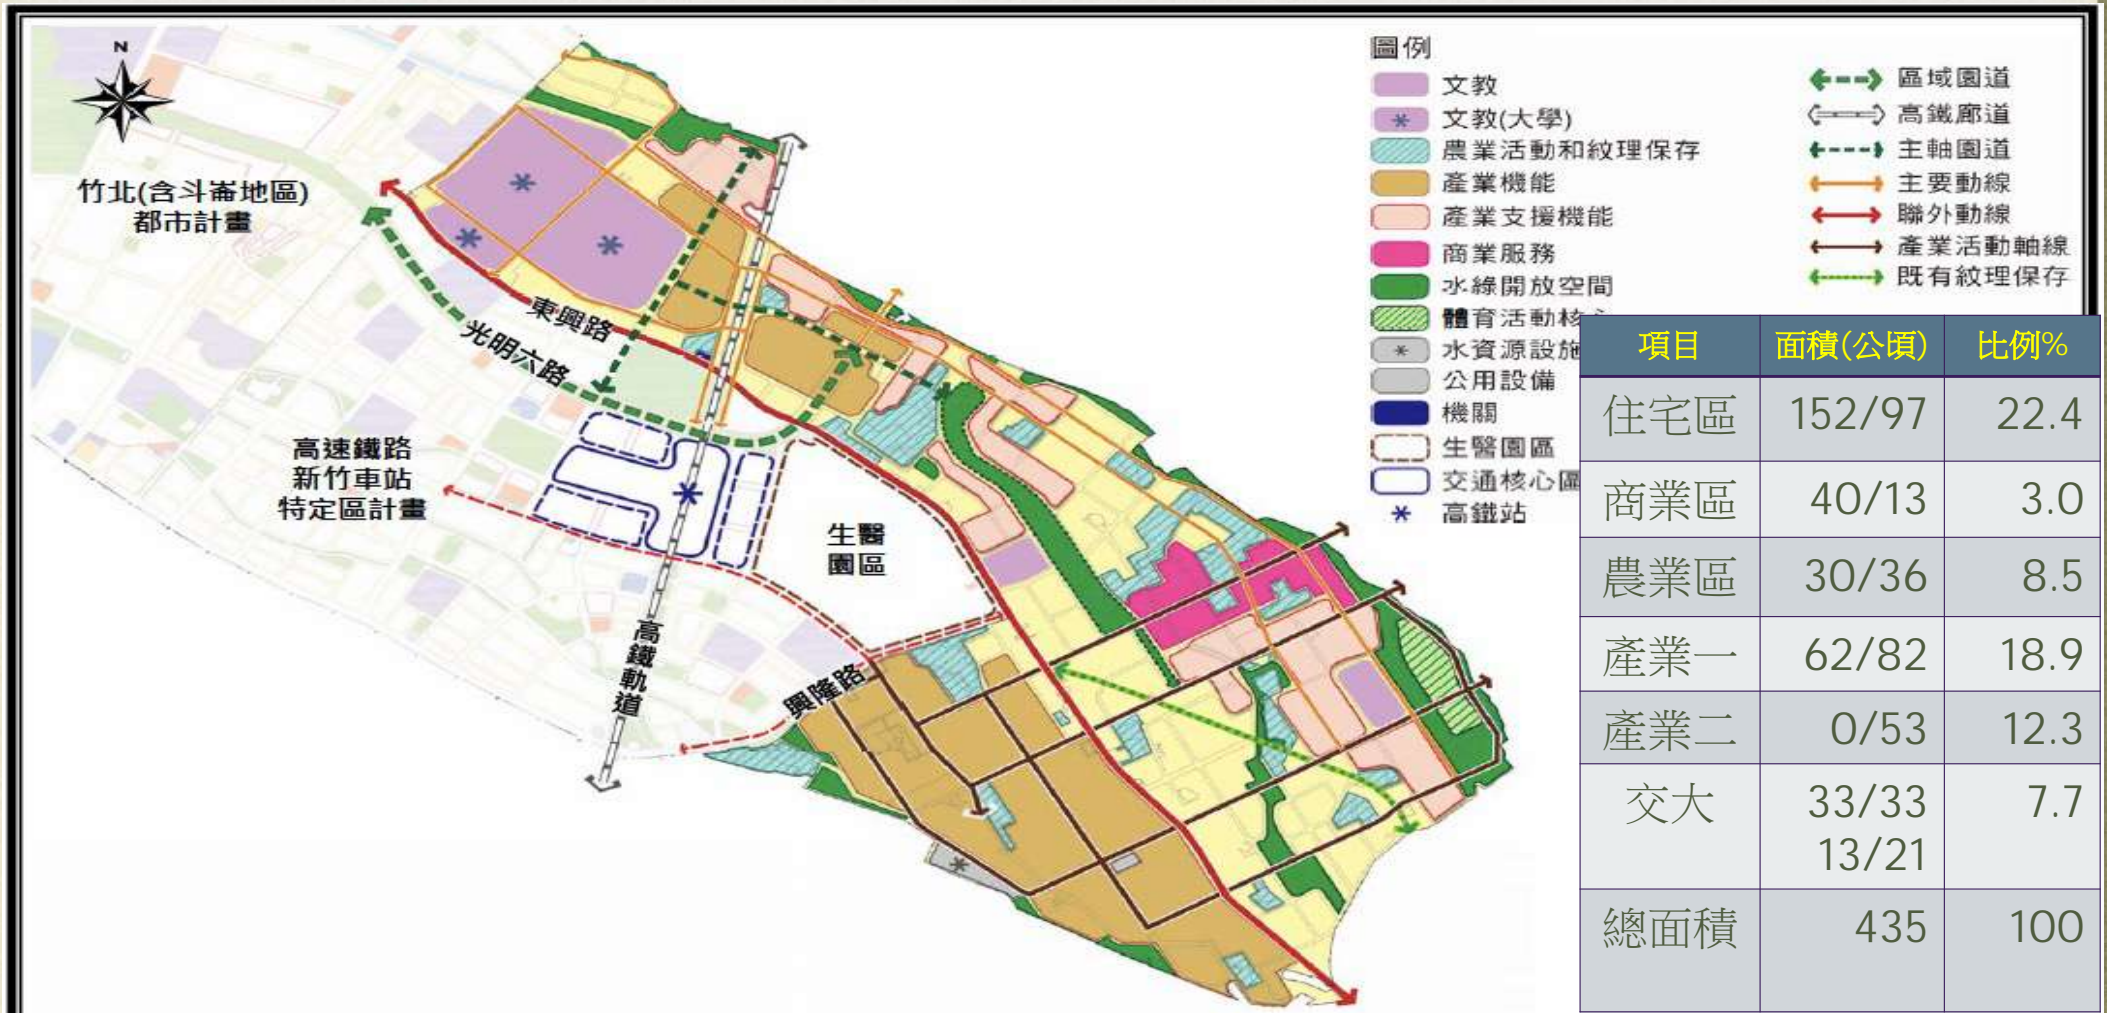 N
竹北(含斗崙地區)
都市計畫
東興路
光明六路
高速鐵路
新竹車站
特定區計畫
生醫
園區
高鐵軌道
興隆路
圖例
文教
文教(大學)
農業活動和紋理保存
產業機能
產業支援機能
商業服務
水綠開放空間
體育活動核
水資源設施
公用設備
機關
生醫園區
交通核心區
高鐵站
區域園道
高鐵廊道
主軸園道
主要動線
聯外動線
產業活動軸線
既有紋理保存
項目 面積(公頃) 比例%
住宅區 152/97 22.4
商業區 40/13 3.0
農業區 30/36 8.5
產業一 62/82 18.9
產業二 0/53 12.3
交大 33/33 7.7
13/21
總面積 435 100